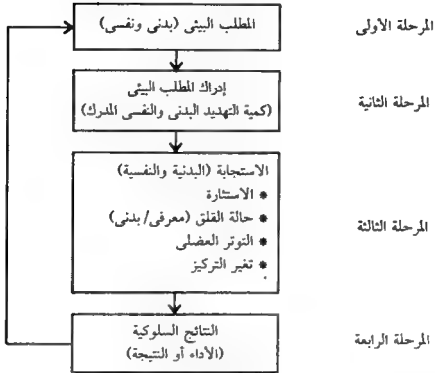 المرحلة الأولى
المطلب البيئى (بدنى ونفسى)
المرحلة الثانية
إدراك المطلب البيئى
(كمية التهديد البدنى والنفسى المدرك)
المرحلة الثالثة
الاستجابة (البدنية والنفسية)
* الاستثارة
* حالة القلق (معرفى/ بدنى)
* التوتر العضلى
* تغير التركيز
المرحلة الرابعة
النتائج السلوكية
(الأداء أو النتيجة)